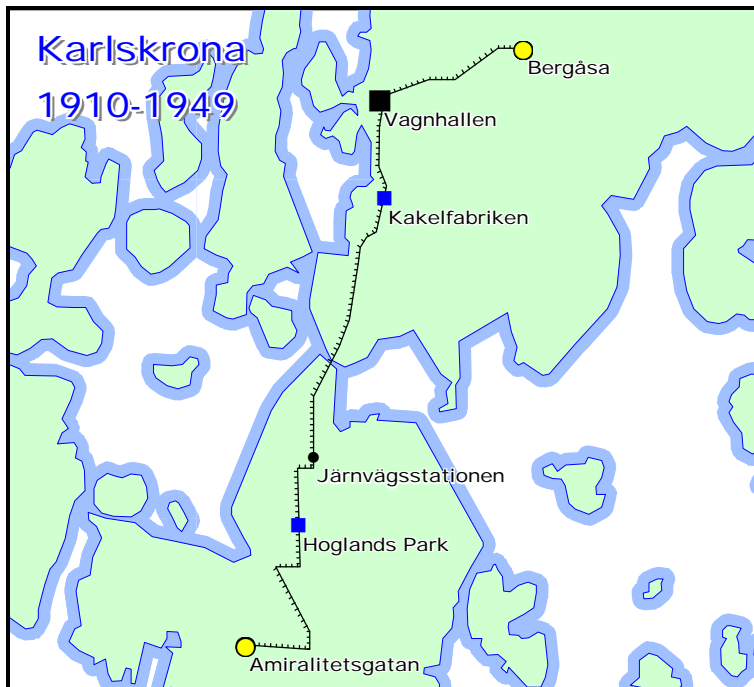 Karlskrona
1910-1949
Bergåsa
Vagnhallen
Kakelfabriken
Järnvägsstationen
Hoglands Park
Amiralitetsgatan